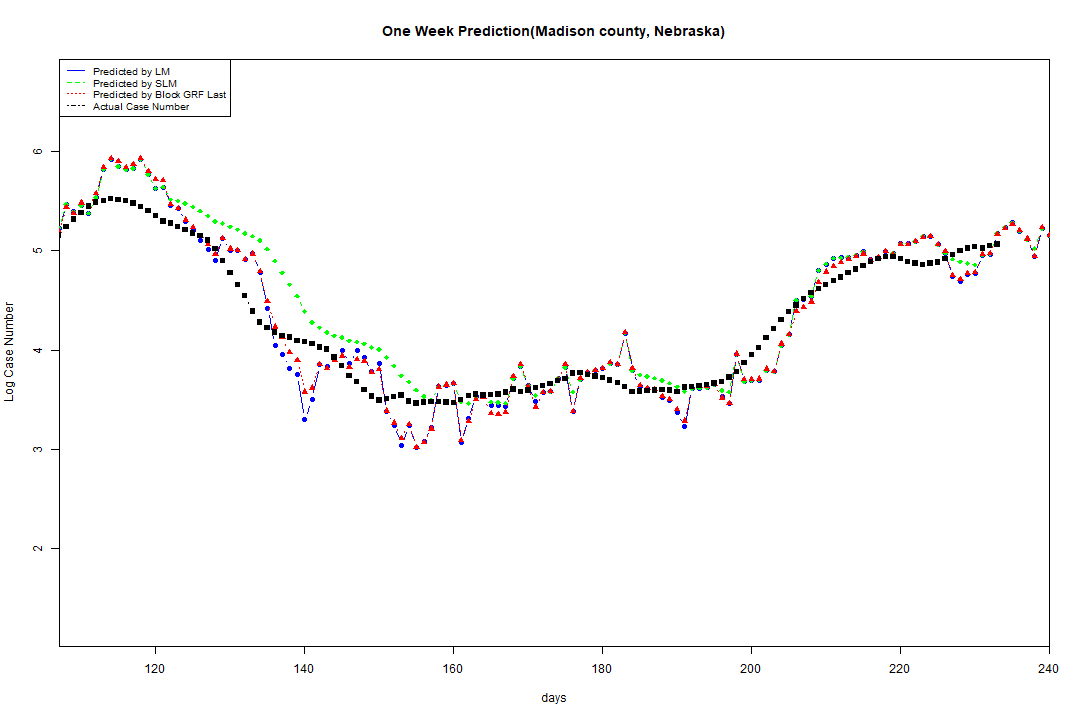 One Week Prediction(Madison county, Nebraska)
Predicted by LM
Predicted by SLM
Predicted by Block GRF Last
Actual Case Number
6
5
4
3
2
Log Case Number
120 140 160 180 200 220 240
days